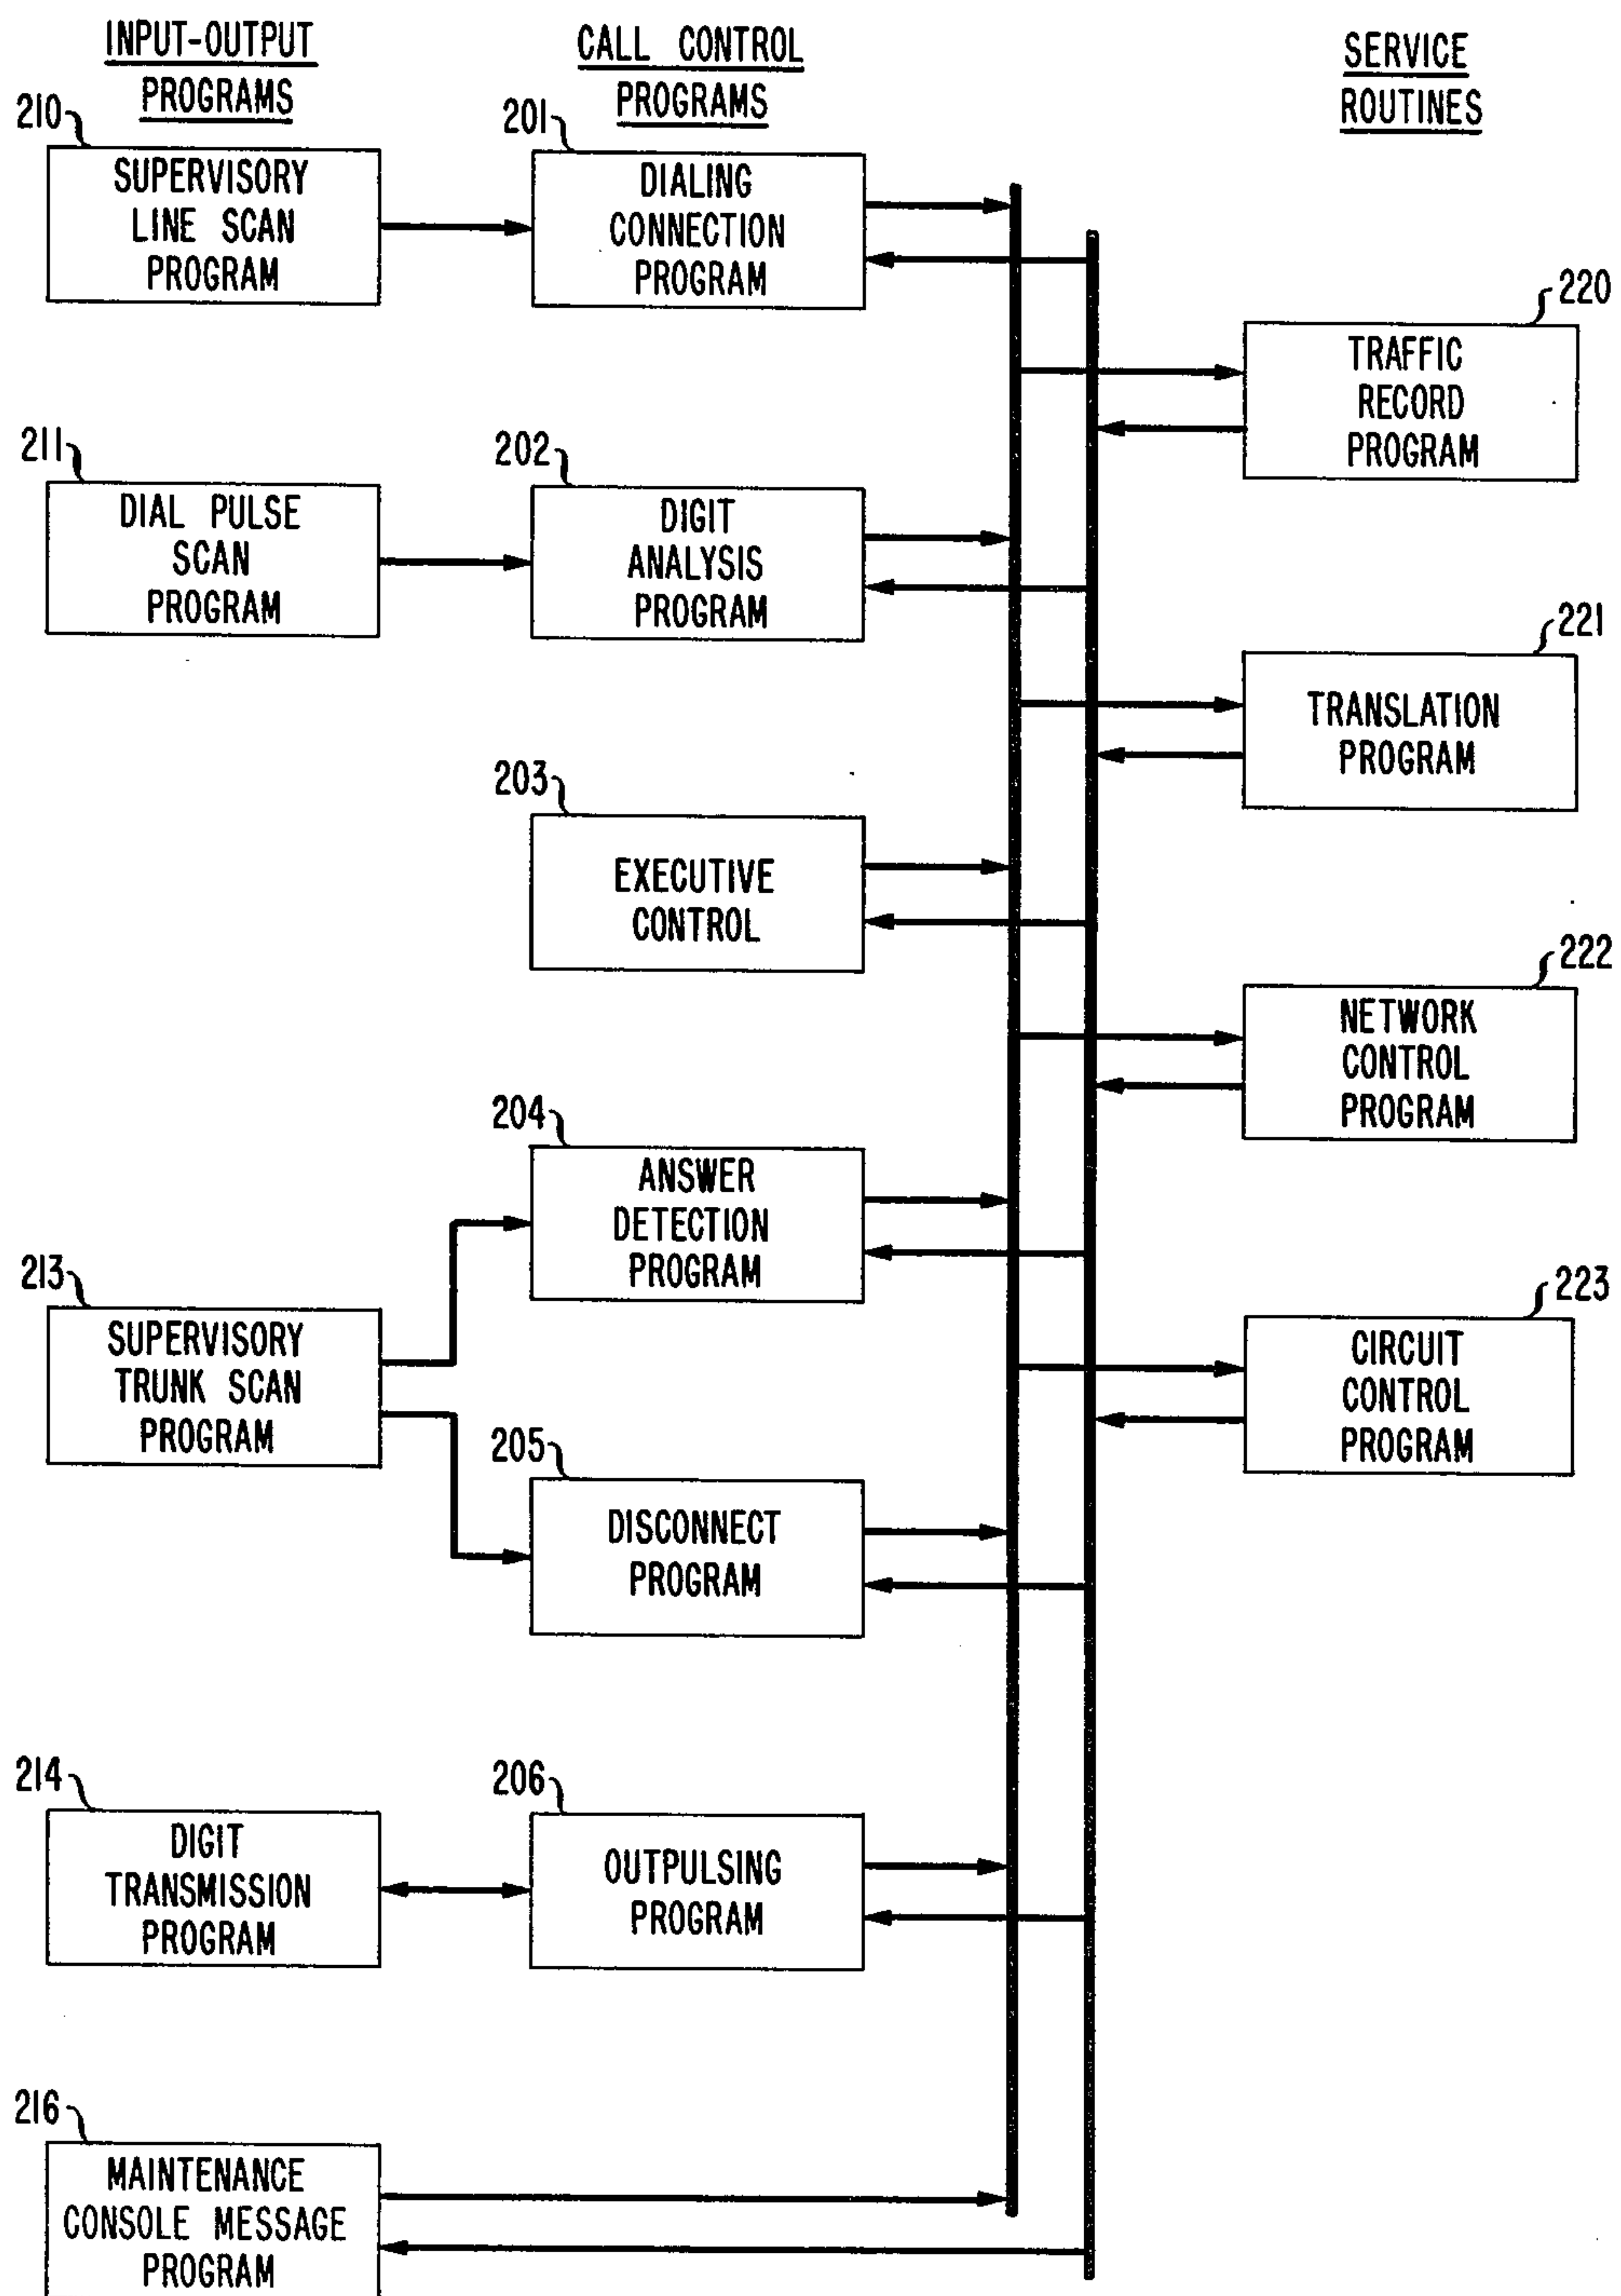 INPUT-OUTPUT
PROGRAMS
CALL CONTROL
PROGRAMS
SERVICE
ROUTINES
210
SUPERVISORY
LINE SCAN
PROGRAM
201
DIALING
CONNECTION
PROGRAM
220
TRAFFIC
RECORD
PROGRAM
211
DIAL PULSE
SCAN
PROGRAM
202
DIGIT
ANALYSIS
PROGRAM
221
TRANSLATION
PROGRAM
203
EXECUTIVE
CONTROL
222
NETWORK
CONTROL
PROGRAM
204
ANSWER
DETECTION
PROGRAM
213
SUPERVISORY
TRUNK SCAN
PROGRAM
223
CIRCUIT
CONTROL
PROGRAM
205
DISCONNECT
PROGRAM
214
DIGIT
TRANSMISSION
PROGRAM
206
OUTPULSING
PROGRAM
216
MAINTENANCE
CONSOLE MESSAGE
PROGRAM